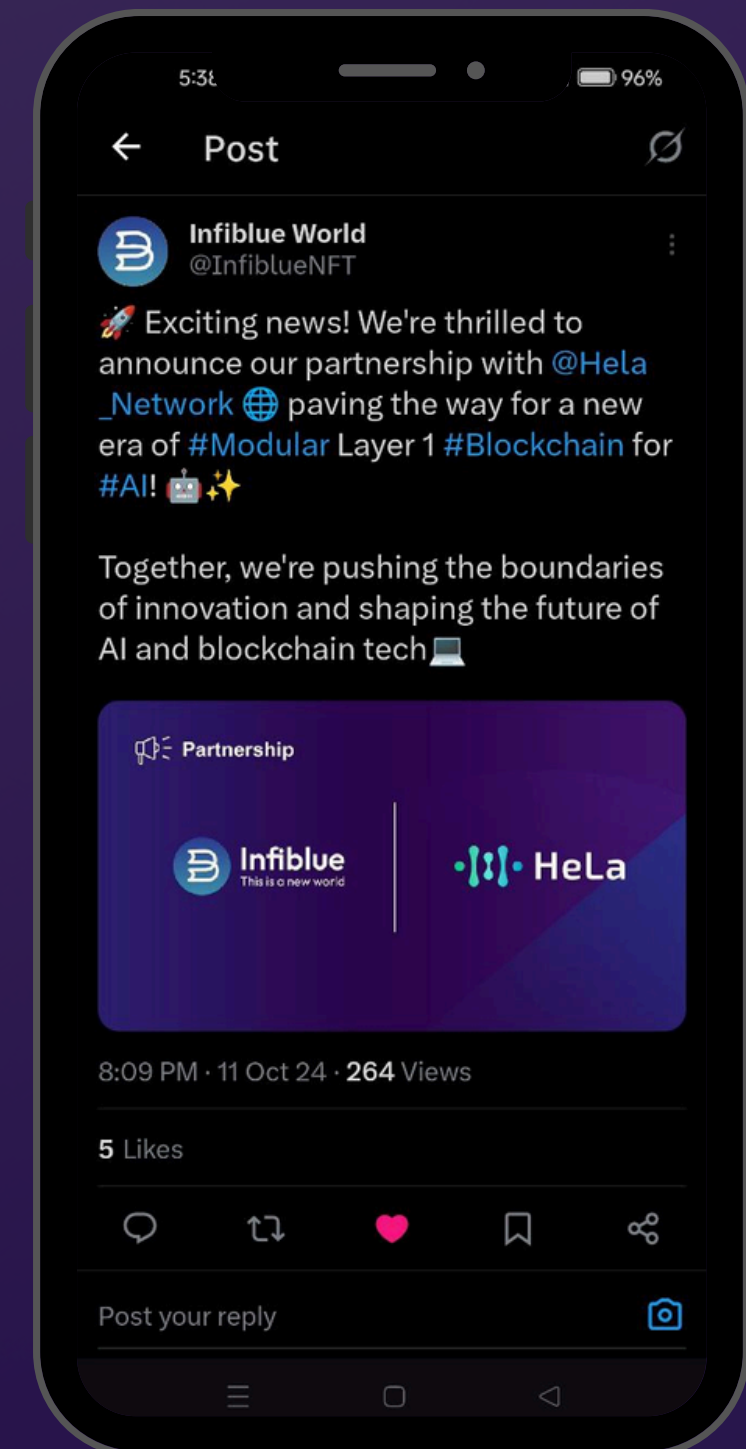 96%
Post
Infiblue World
@InfiblueNFT
🚀 Exciting news! We're thrilled to
announce our partnership with @Hela
_Network 🌐 paving the way for a new
era of #Modular Layer 1 #Blockchain for
#AI! 🤖✨
Together, we're pushing the boundaries
of innovation and shaping the future of
AI and blockchain tech💻
Partnership
Infiblue
This is a new world
HeLa
8:09 PM · 11 Oct 24 · 264 Views
5 Likes
Post your reply